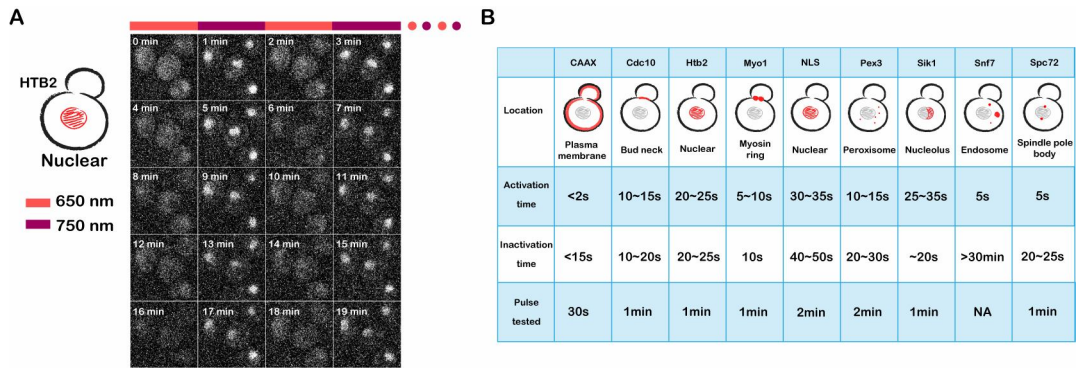 A
HTB2
Nuclear
650 nm
750 nm
0 min 1 min 2 min 3 min
4 min 5 min 6 min 7 min
8 min 9 min 10 min 11 min
12 min 13 min 14 min 15 min
16 min 17 min 18 min 19 min
B
CAAX Cdc10 Htb2 Myo1 NLS Pex3 Sik1 Snf7 Spc72
Location
Plasma membrane Bud neck Nuclear Myosin ring Nuclear Peroxisome Nucleolus Endosome Spindle pole body
Activation time <2s 10~15s 20~25s 5~10s 30~35s 10~15s 25~35s 5s 5s
Inactivation time <15s 10~20s 20~25s 10s 40~50s 20~30s ~20s >30min 20~25s
Pulse tested 30s 1min 1min 1min 2min 2min 1min NA 1min